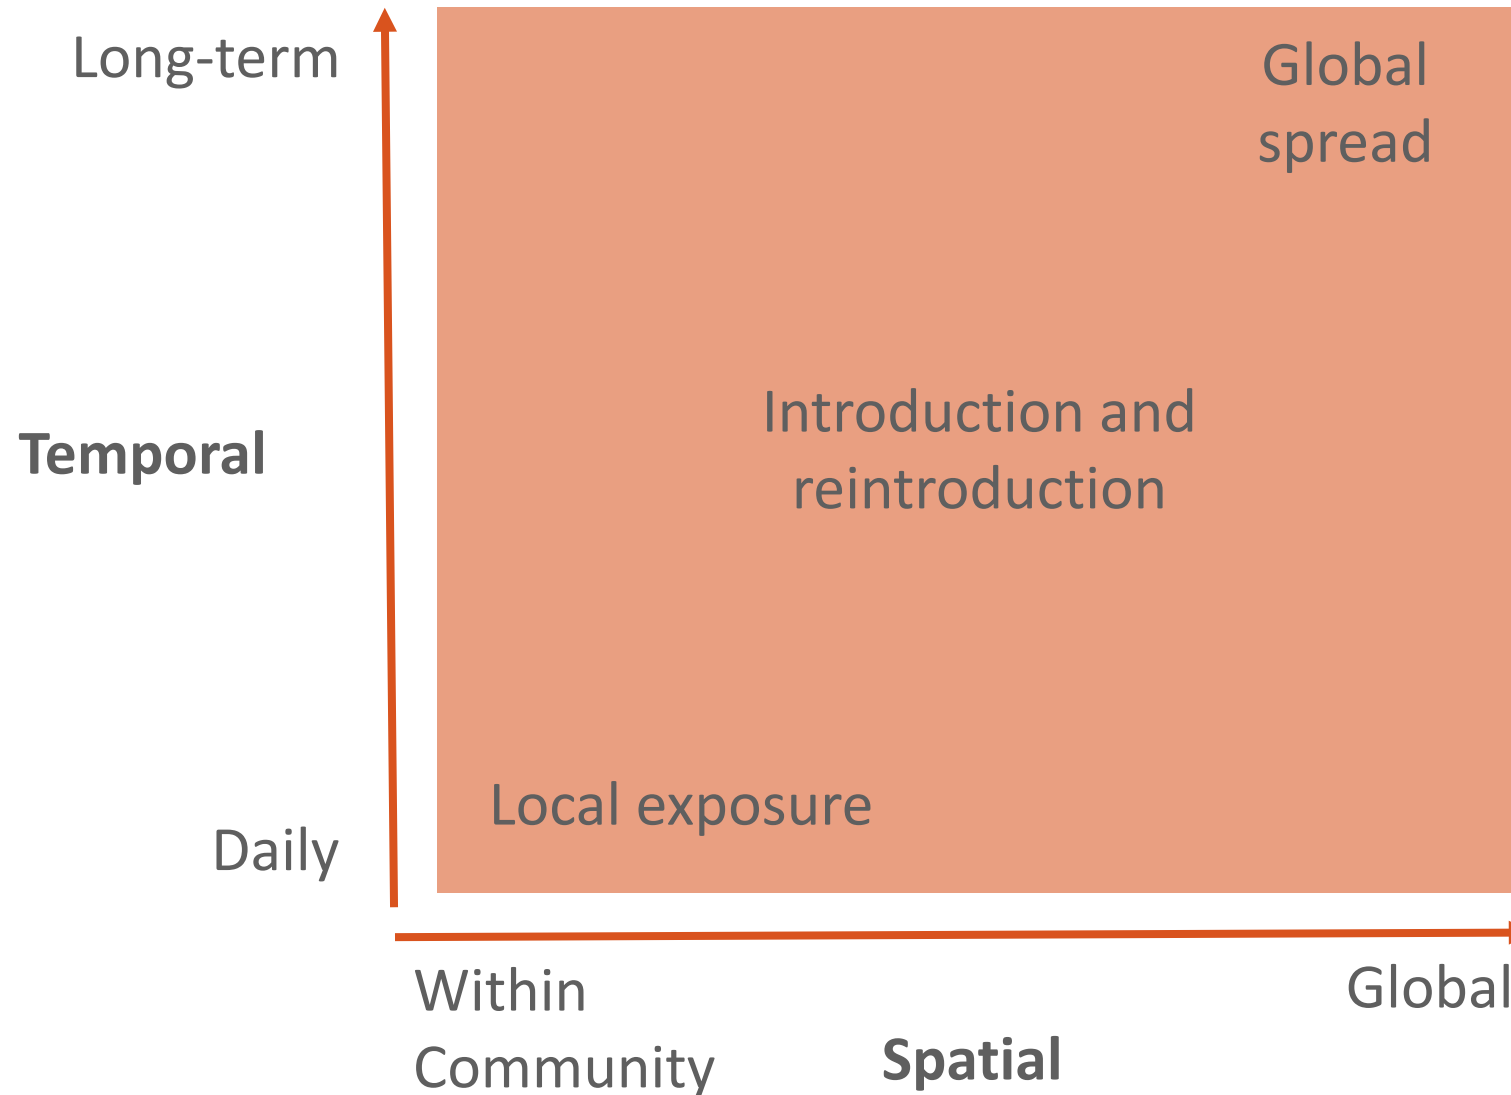 Long-term
Global
spread
Introduction and
reintroduction
Temporal
Local exposure
Daily
Within
Community
Global
Spatial